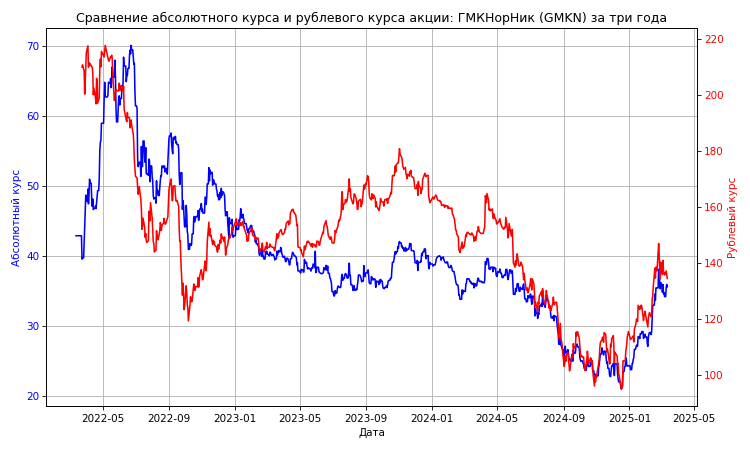 Сравнение абсолютного курса и рублевого курса акции: ГМКНорНик (GMKN) за три года
Абсолютный курс
70
60
50
40
30
20
220
200
180
160
140
120
100
Рублевый курс
2022-05 2022-09 2023-01 2023-05 2023-09 2024-01 2024-05 2024-09 2025-01 2025-05
Дата